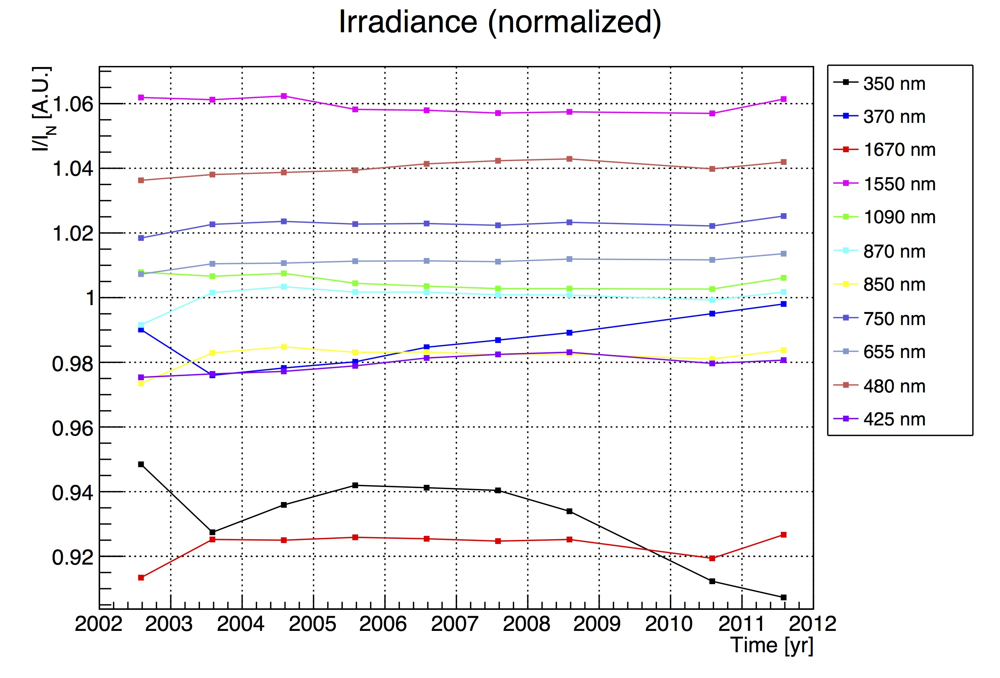 Irradiance (normalized)
I/I_N [A.U.]
1.06
1.04
1.02
1
0.98
0.96
0.94
0.92
2002 2003 2004 2005 2006 2007 2008 2009 2010 2011 2012
Time [yr]
350 nm
370 nm
1670 nm
1550 nm
1090 nm
870 nm
850 nm
750 nm
655 nm
480 nm
425 nm